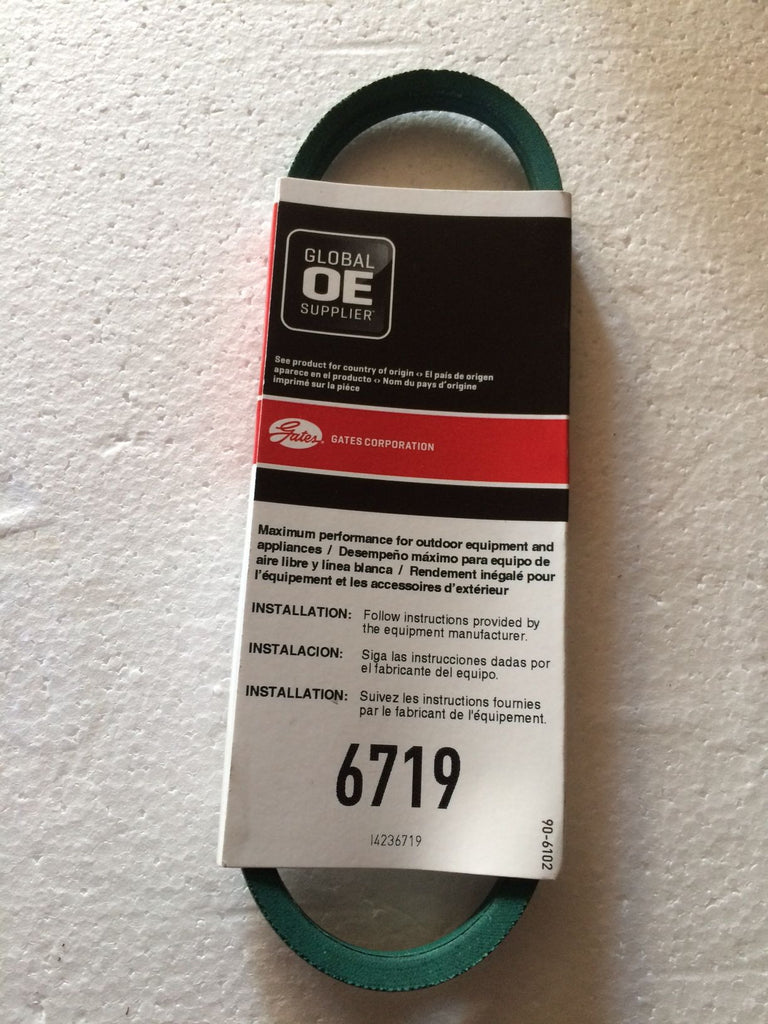 GLOBAL
OE
SUPPLIER™
See product for country of origin ‹› El país de origen
aparece en el producto ‹› Nom du pays d'origine
imprimé sur la pièce
Gates® GATES CORPORATION
Maximum performance for outdoor equipment and
appliances / Desempeño máximo para equipo de
aire libre y línea blanca / Rendement inégalé pour
l'équipement et les accessoires d'extérieur
INSTALLATION: Follow instructions provided by
the equipment manufacturer.
INSTALACION: Siga las instrucciones dadas por
el fabricante del equipo.
INSTALLATION: Suivez les instructions fournies
par le fabricant de l'équipement.
6719
I4236719
90-6102